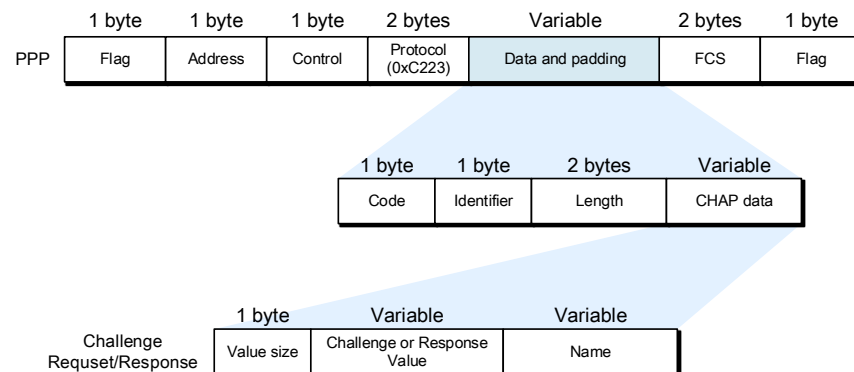 1 byte 1 byte 1 byte 2 bytes Variable 2 bytes 1 byte
PPP Flag Address Control Protocol (0xC223) Data and padding FCS Flag
1 byte 1 byte 2 bytes Variable
Code Identifier Length CHAP data
1 byte Variable Variable
Challenge Requset/Response Value size Challenge or Response Value Name